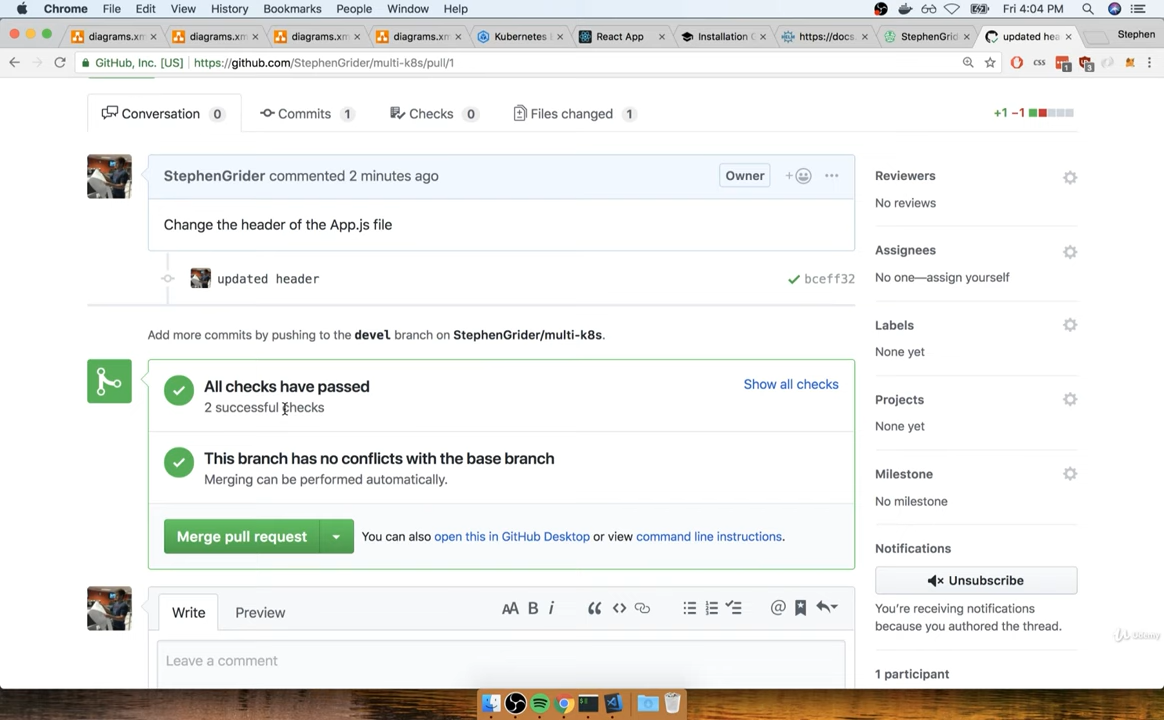 Chrome File Edit View History Bookmarks People Window Help Fri 4:04 PM
diagrams.xm diagrams.xm diagrams.xm diagrams.xm Kubernetes React App Installation https://docs. StephenGrid updated hea Stephen
GitHub, Inc. [US] https://github.com/StephenGrider/multi-k8s/pull/1
Conversation 0 Commits 1 Checks 0 Files changed 1 +1 −1
StephenGrider commented 2 minutes ago Owner
Change the header of the App.js file
updated header bceff32
Add more commits by pushing to the devel branch on StephenGrider/multi-k8s.
All checks have passed Show all checks
2 successful checks
This branch has no conflicts with the base branch
Merging can be performed automatically.
Merge pull request You can also open this in GitHub Desktop or view command line instructions.
Write Preview
Leave a comment
Reviewers
No reviews
Assignees
No one—assign yourself
Labels
None yet
Projects
None yet
Milestone
No milestone
Notifications
Unsubscribe
You're receiving notifications
because you authored the thread.
1 participant
Udemy